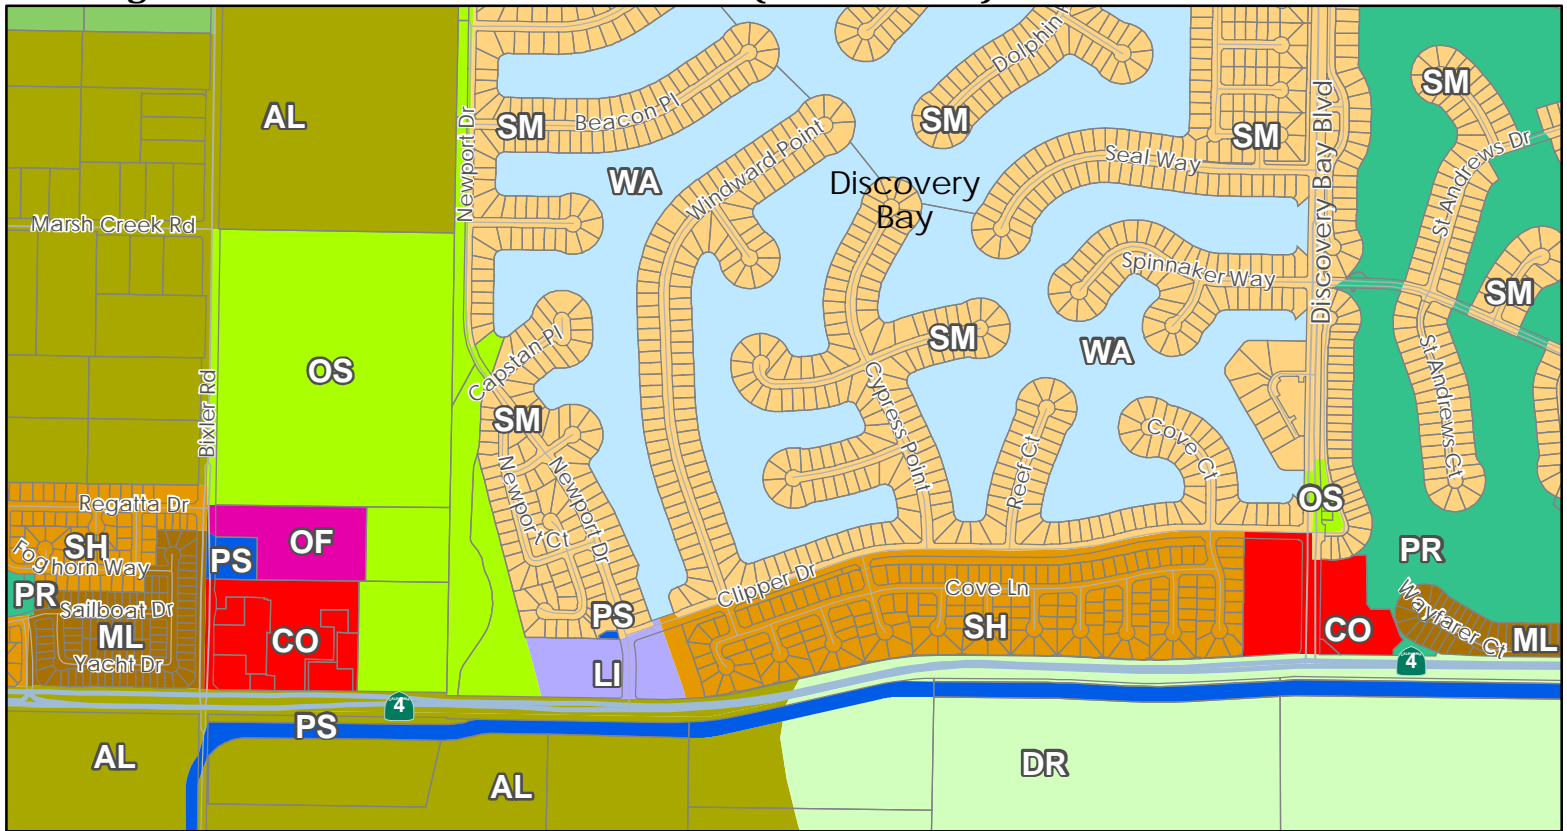 AL
Newport Dr
SM
Beacon Pl
WA
Windward Point
Dolphin
SM
Discovery
Bay
Seal Way
SM
Discovery Bay Blvd
SM
St Andrews Dr
Marsh Creek Rd
Spinnaker Way
SM
OS
Bixler Rd
Capstan Pl
SM
SM
WA
Cypress Point
Reef Ct
Cove Ct
St Andrews Ct
Newport Ct
Newport Dr
OS
Regatta Dr
SH
Foghorn Way
PS
OF
PR
PR
Sailboat Dr
ML
Yacht Dr
CO
PS
LI
Clipper Dr
Cove Ln
SH
CO
Wayfarer Ct
ML
4
4
PS
AL
AL
DR